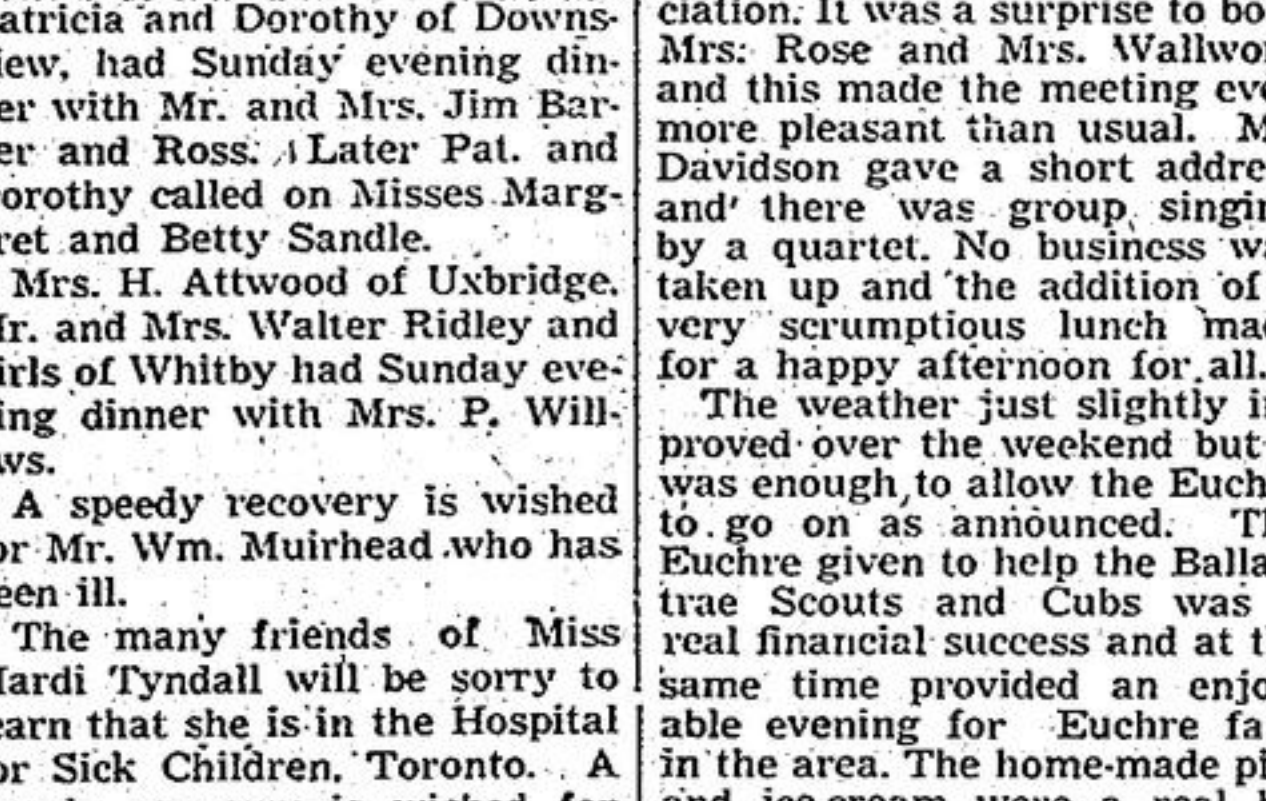 atricia and Dorothy of Downs-
iew, had Sunday evening din-
er with Mr. and Mrs. Jim Bar-
er and Ross. Later Pat. and
orothy called on Misses Marg-
ret and Betty Sandle.
Mrs. H. Attwood of Uxbridge,
Mr. and Mrs. Walter Ridley and
irls of Whitby had Sunday eve-
ing dinner with Mrs. P. Will-
ws.
A speedy recovery is wished
or Mr. Wm. Muirhead who has
een ill.
The many friends of Miss
Mardi Tyndall will be sorry to
earn that she is in the Hospital
or Sick Children, Toronto. A
ciation. It was a surprise to bo
Mrs. Rose and Mrs. Wallwor
and this made the meeting eve
more pleasant than usual. M
Davidson gave a short addre
and there was group singin
by a quartet. No business wa
taken up and the addition of
very scrumptious lunch mad
for a happy afternoon for all.
The weather just slightly i
proved over the weekend but
was enough to allow the Euch
to go on as announced. Th
Euchre given to help the Balla
trae Scouts and Cubs was
real financial success and at t
same time provided an enjo
able evening for Euchre fa
in the area. The home-made pi
and ice cream were a real